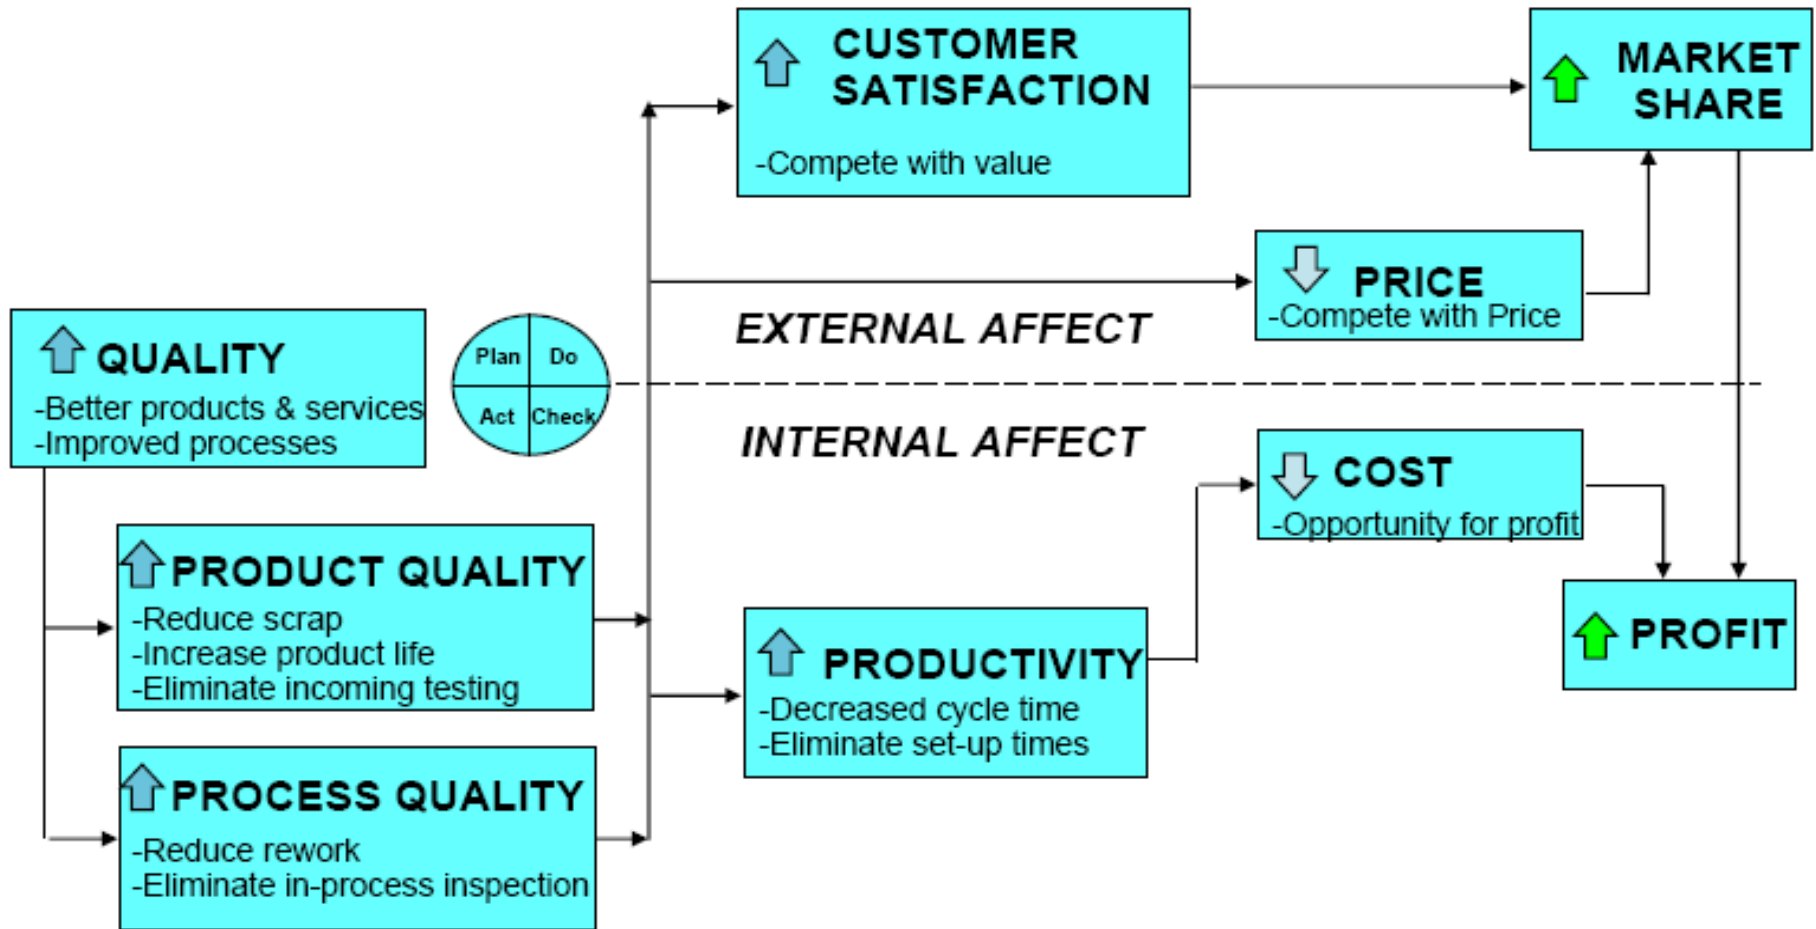 CUSTOMER
SATISFACTION
-Compete with value
MARKET
SHARE
PRICE
-Compete with Price
EXTERNAL AFFECT
QUALITY
-Better products & services
-Improved processes
Plan Do
Act Check
INTERNAL AFFECT
COST
-Opportunity for profit
PRODUCT QUALITY
-Reduce scrap
-Increase product life
-Eliminate incoming testing
PRODUCTIVITY
-Decreased cycle time
-Eliminate set-up times
PROFIT
PROCESS QUALITY
-Reduce rework
-Eliminate in-process inspection